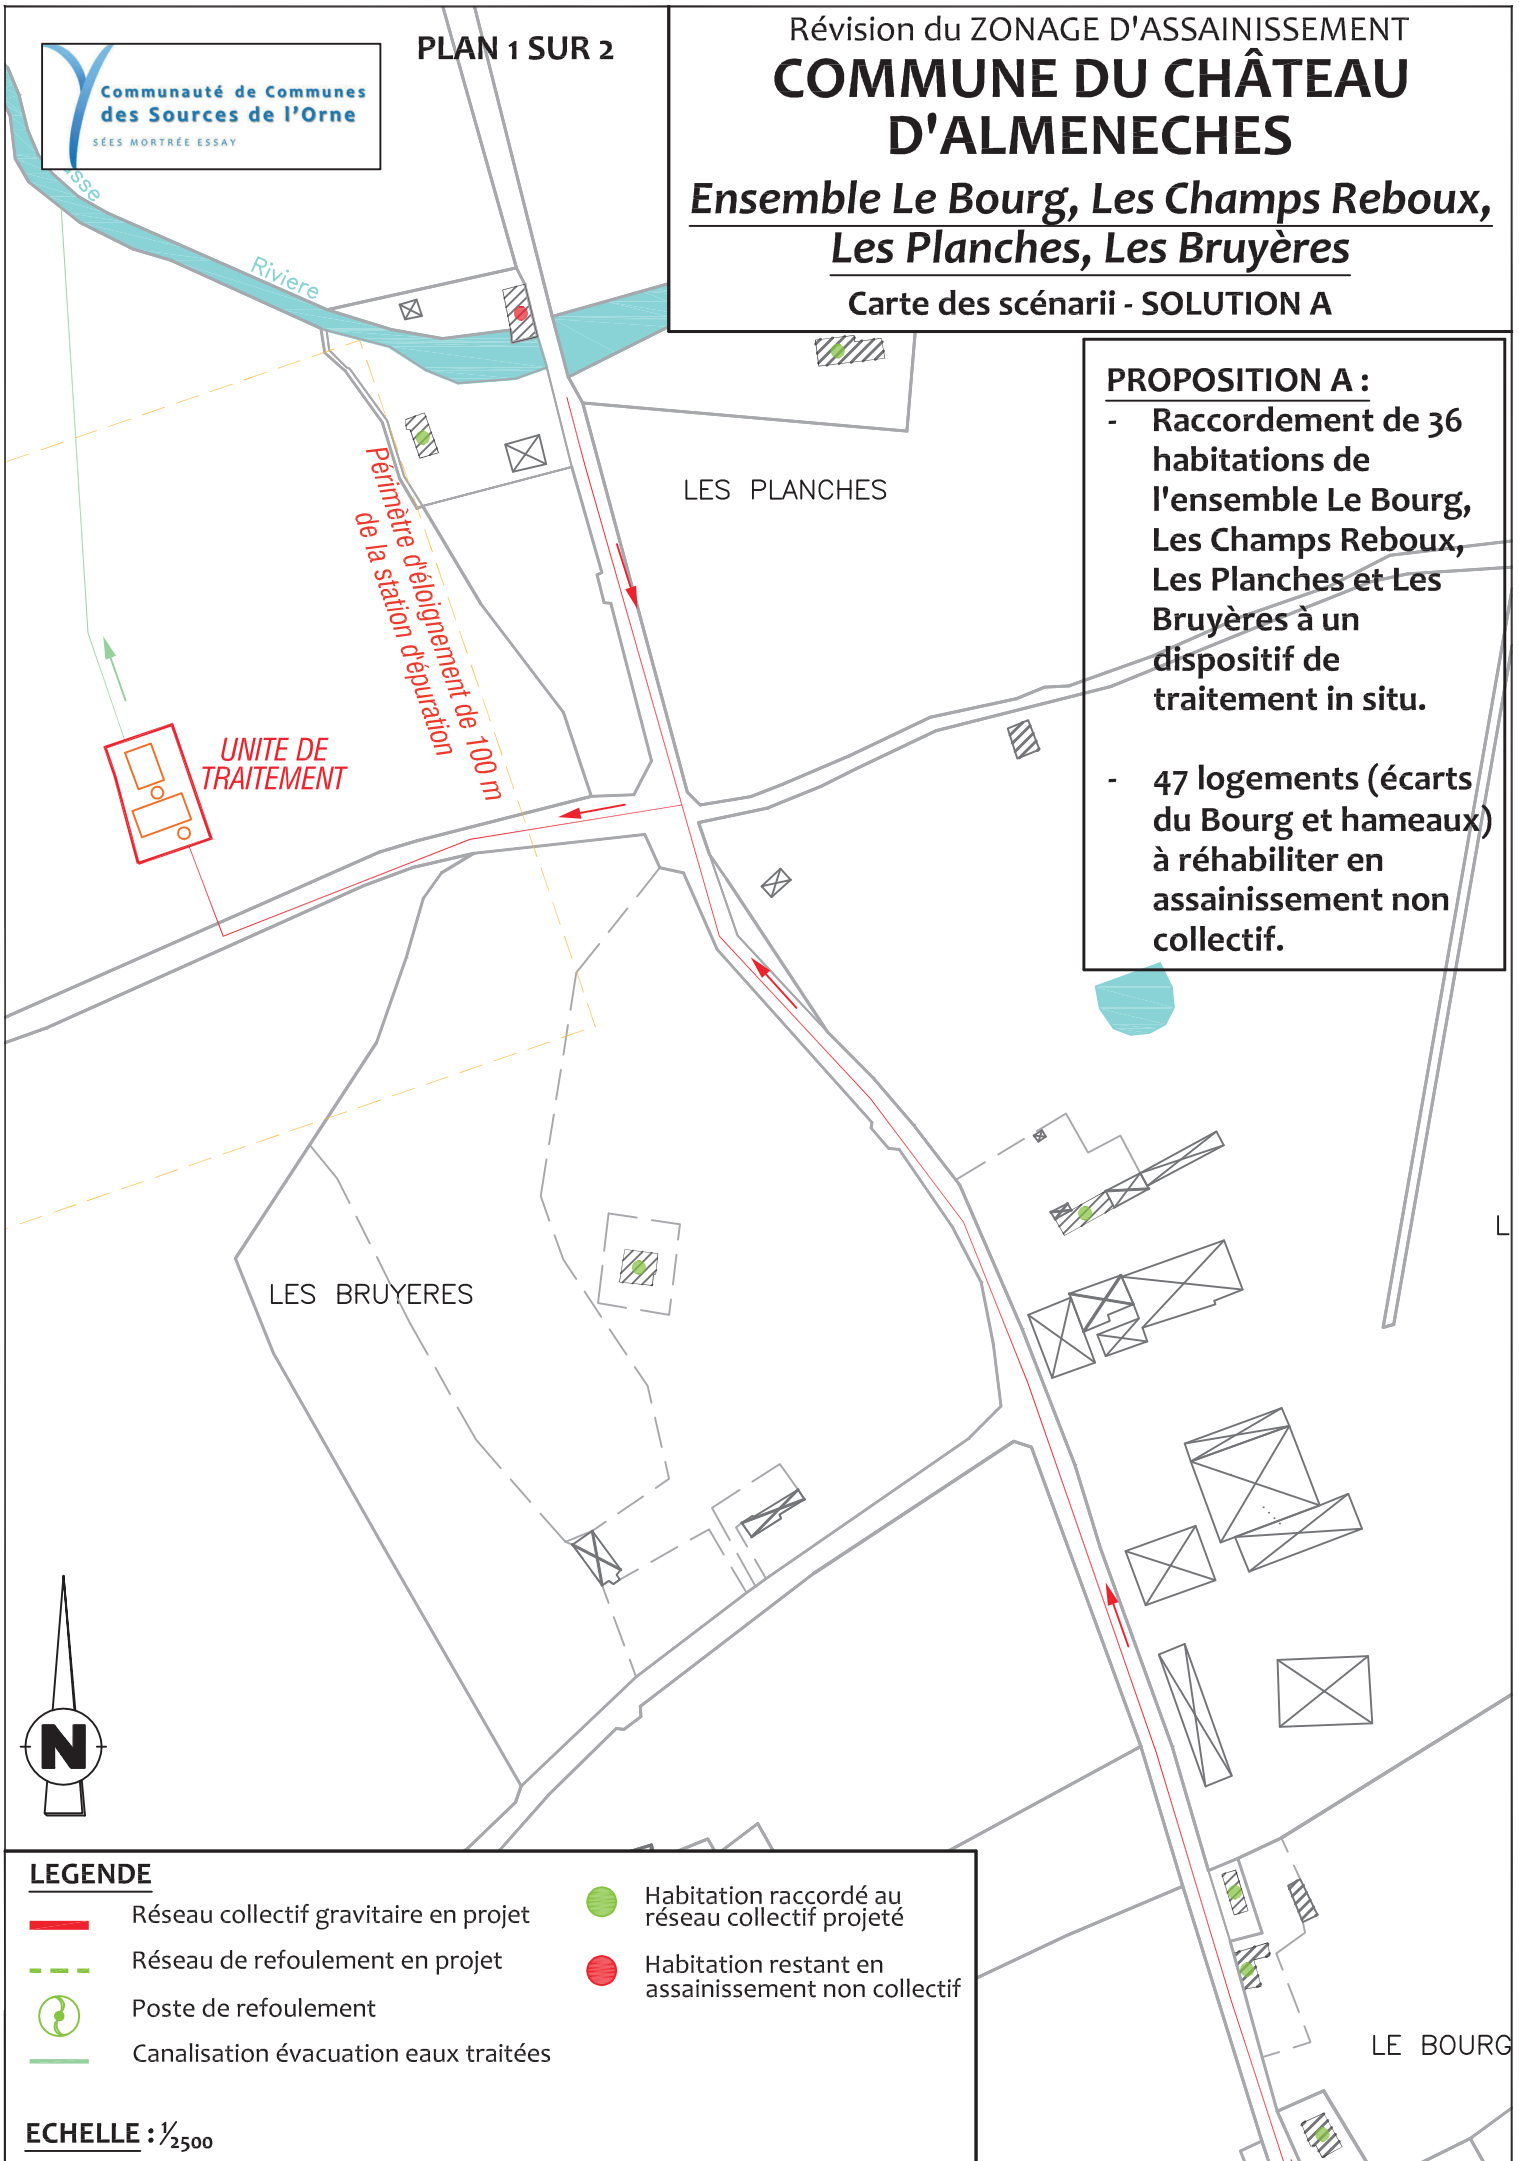 PLAN 1 SUR 2
Communauté de Communes
des Sources de l'Orne
SÉES MORTRÉE ESSAY
Révision du ZONAGE D'ASSAINISSEMENT
COMMUNE DU CHÂTEAU
D'ALMENECHES
Ensemble Le Bourg, Les Champs Reboux,
Les Planches, Les Bruyères
Carte des scénarii - SOLUTION A
PROPOSITION A :
- Raccordement de 36
habitations de
l'ensemble Le Bourg,
Les Champs Reboux,
Les Planches et Les
Bruyères à un
dispositif de
traitement in situ.
- 47 logements (écarts
du Bourg et hameaux)
à réhabiliter en
assainissement non
collectif.
Riviere
LES PLANCHES
Périmètre d'éloignement de 100 m
de la station d'épuration
UNITE DE
TRAITEMENT
LES BRUYERES
L
LE BOURG
N
LEGENDE
Réseau collectif gravitaire en projet
Réseau de refoulement en projet
Poste de refoulement
Canalisation évacuation eaux traitées
Habitation raccordé au
réseau collectif projeté
Habitation restant en
assainissement non collectif
ECHELLE : 1/2500